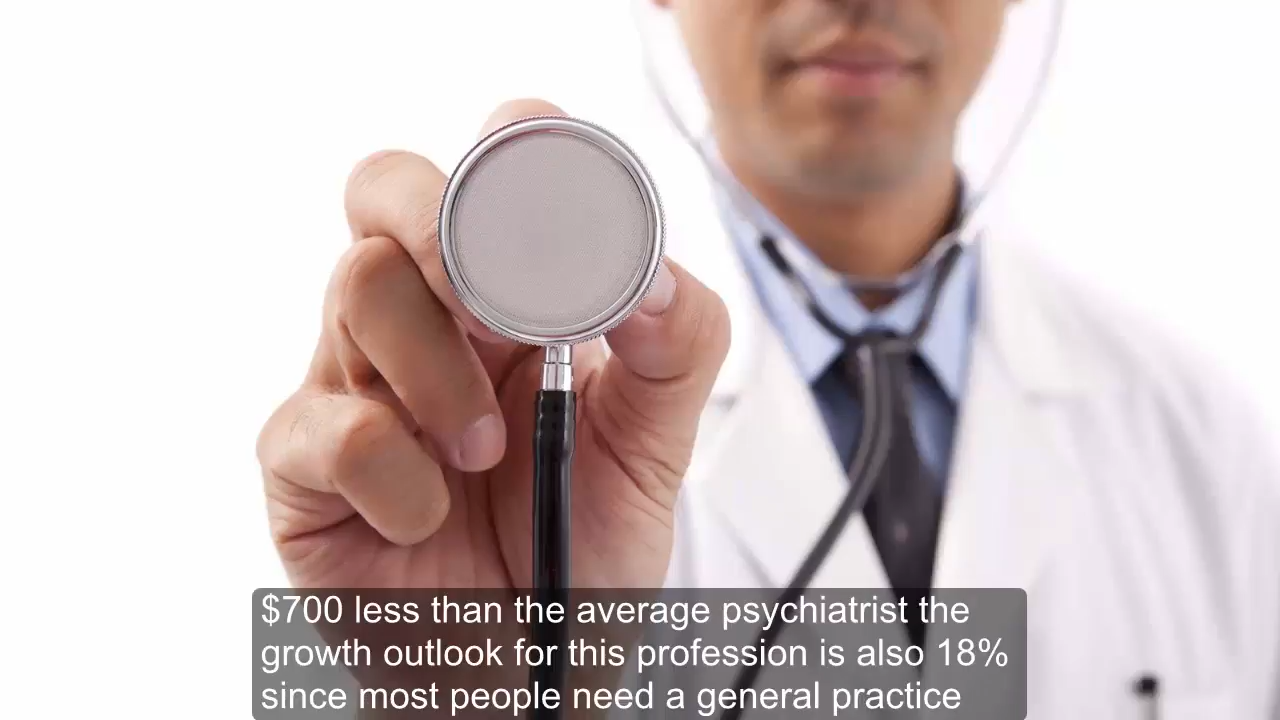 $700 less than the average psychiatrist the
growth outlook for this profession is also 18%
since most people need a general practice